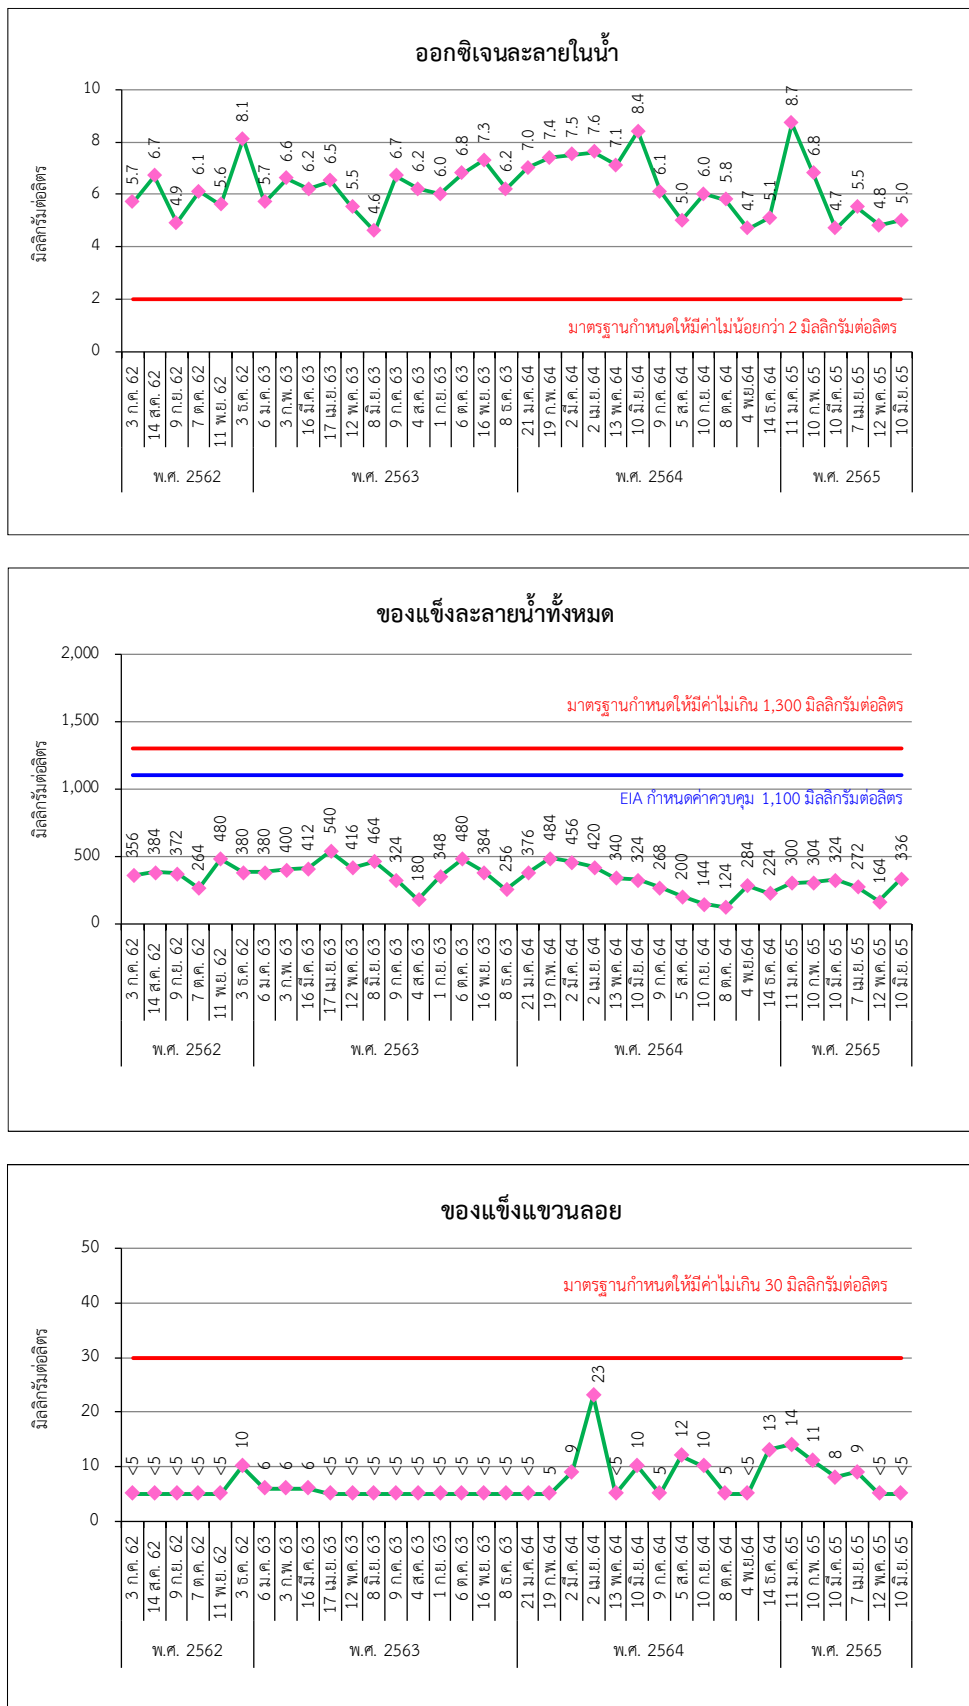 ออกซิเจนละลายในน้ำ
มิลลิกรัมต่อลิตร
10
8
6
4
2
0
5.7 6.7 4.9 6.1 5.6 8.1 5.7 6.6 6.2 6.5 5.5 4.6 6.7 6.2 6.0 6.8 7.3 6.2 7.0 7.4 7.5 7.6 7.1 8.4 6.1 5.0 6.0 5.8 4.7 5.1 8.7 6.8 4.7 5.5 4.8 5.0
มาตรฐานกำหนดให้มีค่าไม่น้อยกว่า 2 มิลลิกรัมต่อลิตร
3 ก.ค. 62 14 ส.ค. 62 9 ก.ย. 62 7 ต.ค. 62 11 พ.ย. 62 3 ธ.ค. 62 6 ม.ค. 63 3 ก.พ. 63 16 มี.ค. 63 17 เม.ย. 63 12 พ.ค. 63 8 มิ.ย. 63 9 ก.ค. 63 4 ส.ค. 63 1 ก.ย. 63 6 ต.ค. 63 16 พ.ย. 63 8 ธ.ค. 63 21 ม.ค. 64 19 ก.พ. 64 2 มี.ค. 64 2 เม.ย. 64 13 พ.ค. 64 10 มิ.ย. 64 9 ก.ค. 64 5 ส.ค. 64 10 ก.ย. 64 8 ต.ค. 64 4 พ.ย.64 14 ธ.ค. 64 11 ม.ค. 65 10 ก.พ. 65 10 มี.ค. 65 7 เม.ย. 65 12 พ.ค. 65 10 มิ.ย. 65
พ.ศ. 2562 พ.ศ. 2563 พ.ศ. 2564 พ.ศ. 2565
ของแข็งละลายน้ำทั้งหมด
มิลลิกรัมต่อลิตร
2,000
1,500
1,000
500
0
มาตรฐานกำหนดให้มีค่าไม่เกิน 1,300 มิลลิกรัมต่อลิตร
EIA กำหนดค่าควบคุม 1,100 มิลลิกรัมต่อลิตร
356 384 372 264 480 380 380 400 412 540 416 464 324 180 348 480 384 256 376 484 456 420 340 324 268 200 144 124 284 224 300 304 324 272 164 336
3 ก.ค. 62 14 ส.ค. 62 9 ก.ย. 62 7 ต.ค. 62 11 พ.ย. 62 3 ธ.ค. 62 6 ม.ค. 63 3 ก.พ. 63 16 มี.ค. 63 17 เม.ย. 63 12 พ.ค. 63 8 มิ.ย. 63 9 ก.ค. 63 4 ส.ค. 63 1 ก.ย. 63 6 ต.ค. 63 16 พ.ย. 63 8 ธ.ค. 63 21 ม.ค. 64 19 ก.พ. 64 2 มี.ค. 64 2 เม.ย. 64 13 พ.ค. 64 10 มิ.ย. 64 9 ก.ค. 64 5 ส.ค. 64 10 ก.ย. 64 8 ต.ค. 64 4 พ.ย.64 14 ธ.ค. 64 11 ม.ค. 65 10 ก.พ. 65 10 มี.ค. 65 7 เม.ย. 65 12 พ.ค. 65 10 มิ.ย. 65
พ.ศ. 2562 พ.ศ. 2563 พ.ศ. 2564 พ.ศ. 2565
ของแข็งแขวนลอย
มิลลิกรัมต่อลิตร
50
40
30
20
10
0
มาตรฐานกำหนดให้มีค่าไม่เกิน 30 มิลลิกรัมต่อลิตร
<5 <5 <5 <5 <5 10 6 6 6 <5 <5 <5 <5 <5 <5 <5 <5 <5 <5 5 9 23 <5 10 5 12 10 5 <5 13 14 11 8 9 <5 <5
3 ก.ค. 62 14 ส.ค. 62 9 ก.ย. 62 7 ต.ค. 62 11 พ.ย. 62 3 ธ.ค. 62 6 ม.ค. 63 3 ก.พ. 63 16 มี.ค. 63 17 เม.ย. 63 12 พ.ค. 63 8 มิ.ย. 63 9 ก.ค. 63 4 ส.ค. 63 1 ก.ย. 63 6 ต.ค. 63 16 พ.ย. 63 8 ธ.ค. 63 21 ม.ค. 64 19 ก.พ. 64 2 มี.ค. 64 2 เม.ย. 64 13 พ.ค. 64 10 มิ.ย. 64 9 ก.ค. 64 5 ส.ค. 64 10 ก.ย. 64 8 ต.ค. 64 4 พ.ย.64 14 ธ.ค. 64 11 ม.ค. 65 10 ก.พ. 65 10 มี.ค. 65 7 เม.ย. 65 12 พ.ค. 65 10 มิ.ย. 65
พ.ศ. 2562 พ.ศ. 2563 พ.ศ. 2564 พ.ศ. 2565